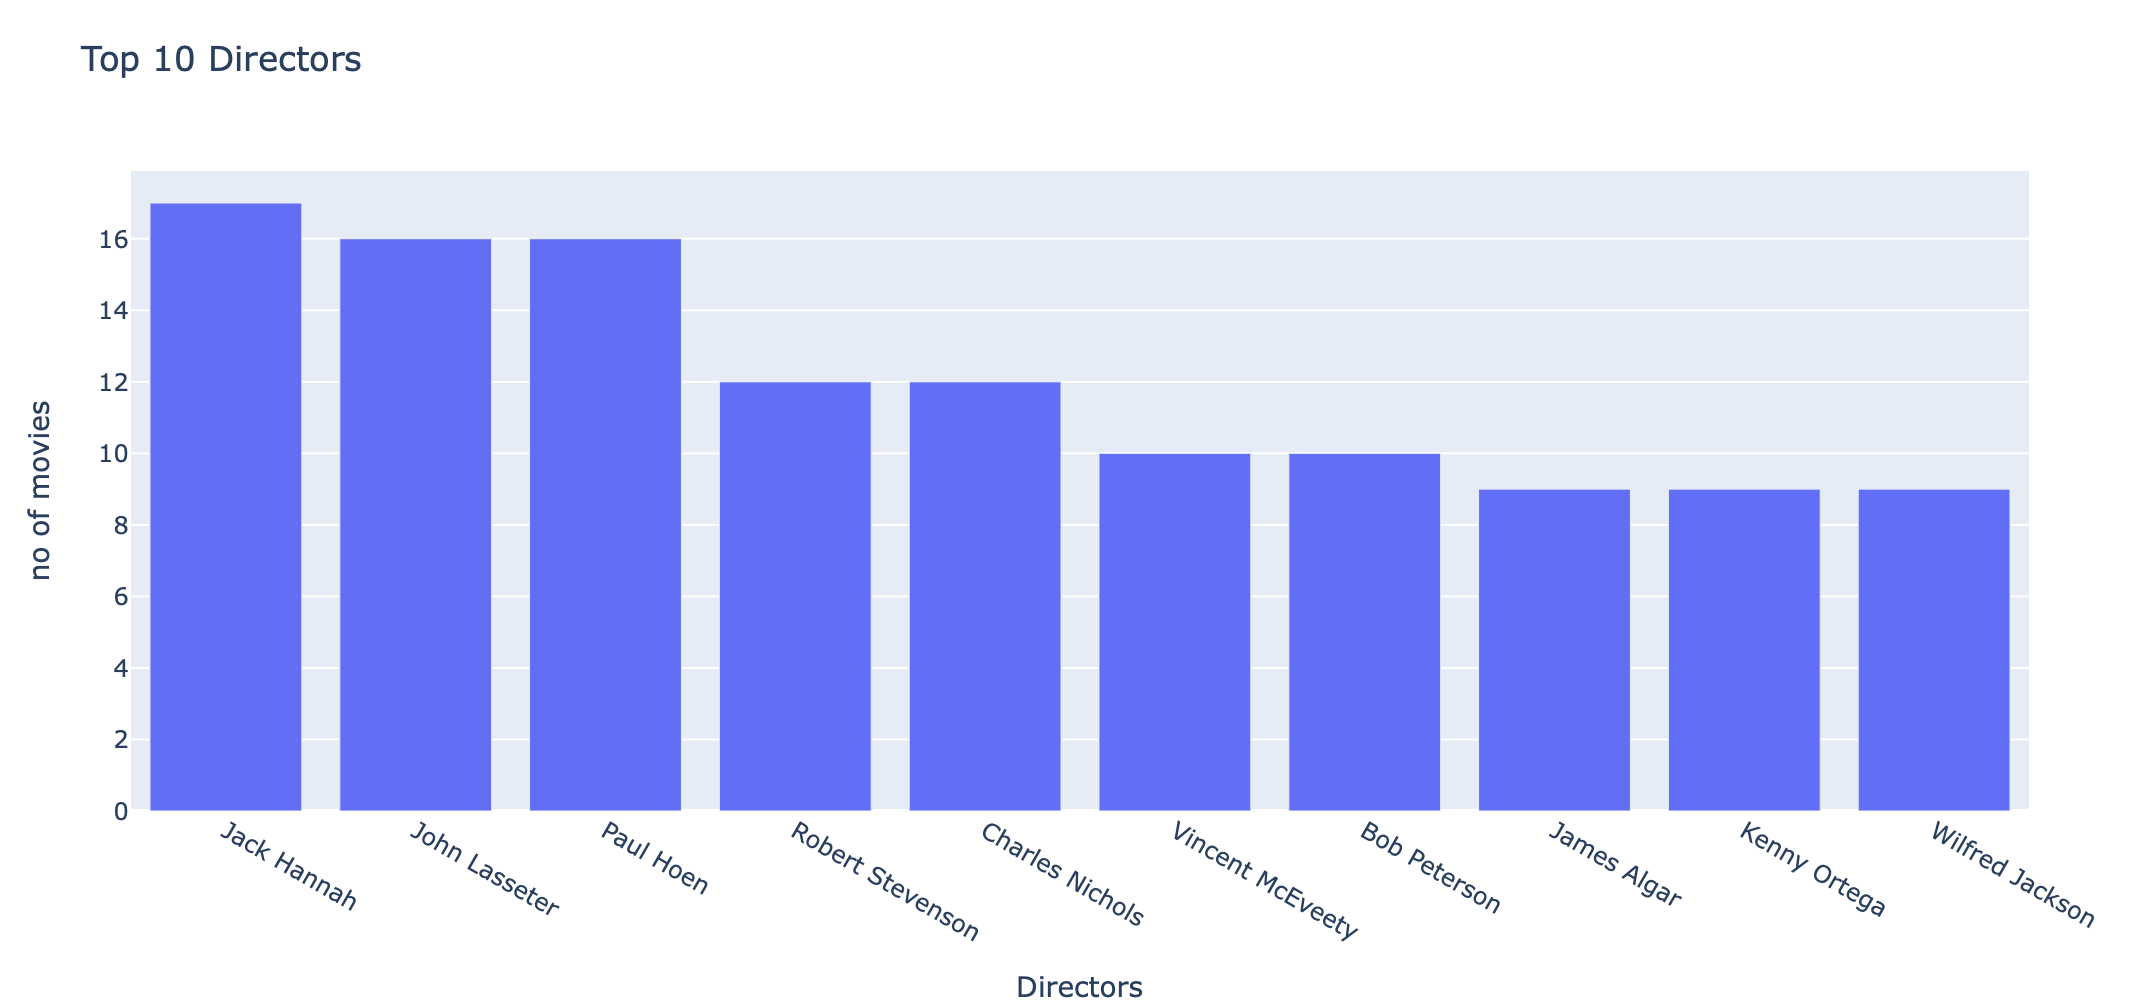 Top 10 Directors
no of movies
16
14
12
10
8
6
4
2
0
Jack Hannah
John Lasseter
Paul Hoen
Robert Stevenson
Charles Nichols
Vincent McEveety
Bob Peterson
James Algar
Kenny Ortega
Wilfred Jackson
Directors